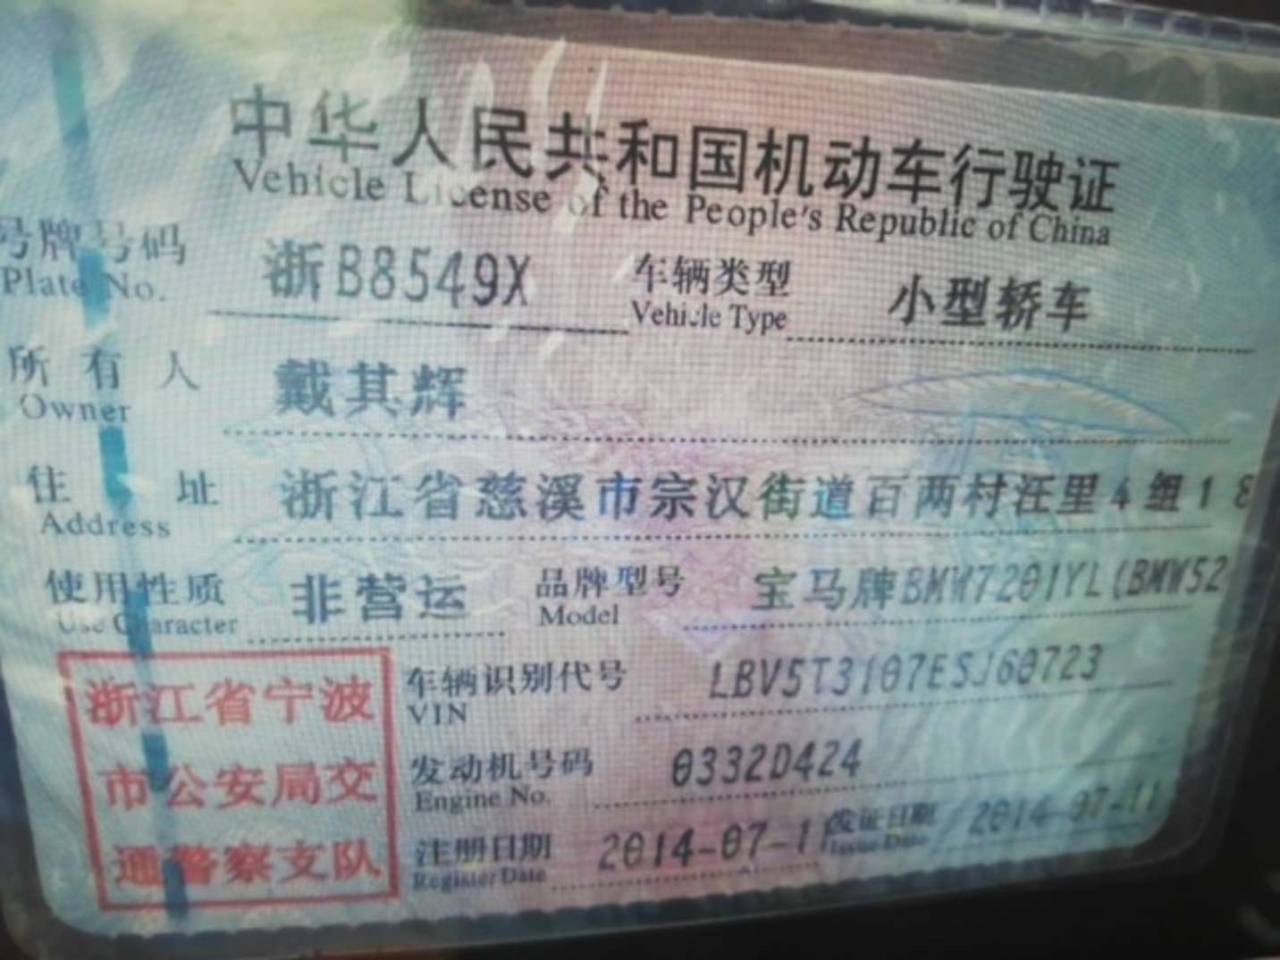 中华人民共和国机动车行驶证
Vehicle License of the People's Republic of China
号牌号码 浙B8549X 车辆类型 小型轿车
Plate No. Vehicle Type
所有人 戴其辉
Owner
住址 浙江省慈溪市宗汉街道百两村汪里4组18
Address
使用性质 非营运 品牌型号 宝马牌BMW7201YL(BMW52
Use Character Model
浙江省宁波
市公安局交
通警察支队
车辆识别代号 LBV5T3107ESJ60723
VIN
发动机号码 0332D424
Engine No.
注册日期 2014-07-11 发证日期 2014-07-11
Register Date Issue Date